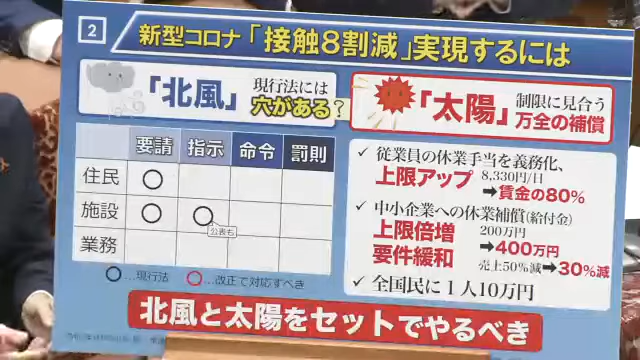 2
新型コロナ「接触8割減」実現するには
「北風」
現行法には
穴がある?
要請 指示 命令 罰則
住民 ○
施設 ○ ○
公表も
業務
○…現行法 ○…改正で対応すべき
「太陽」
制限に見合う
万全の補償
✓ 従業員の休業手当を義務化、
上限アップ 8,330円/日
➡賃金の80%
✓ 中小企業への休業補償(給付金)
上限倍増 200万円
➡400万円
要件緩和 売上50%減➡30%減
✓ 全国民に1人10万円
北風と太陽をセットでやるべき